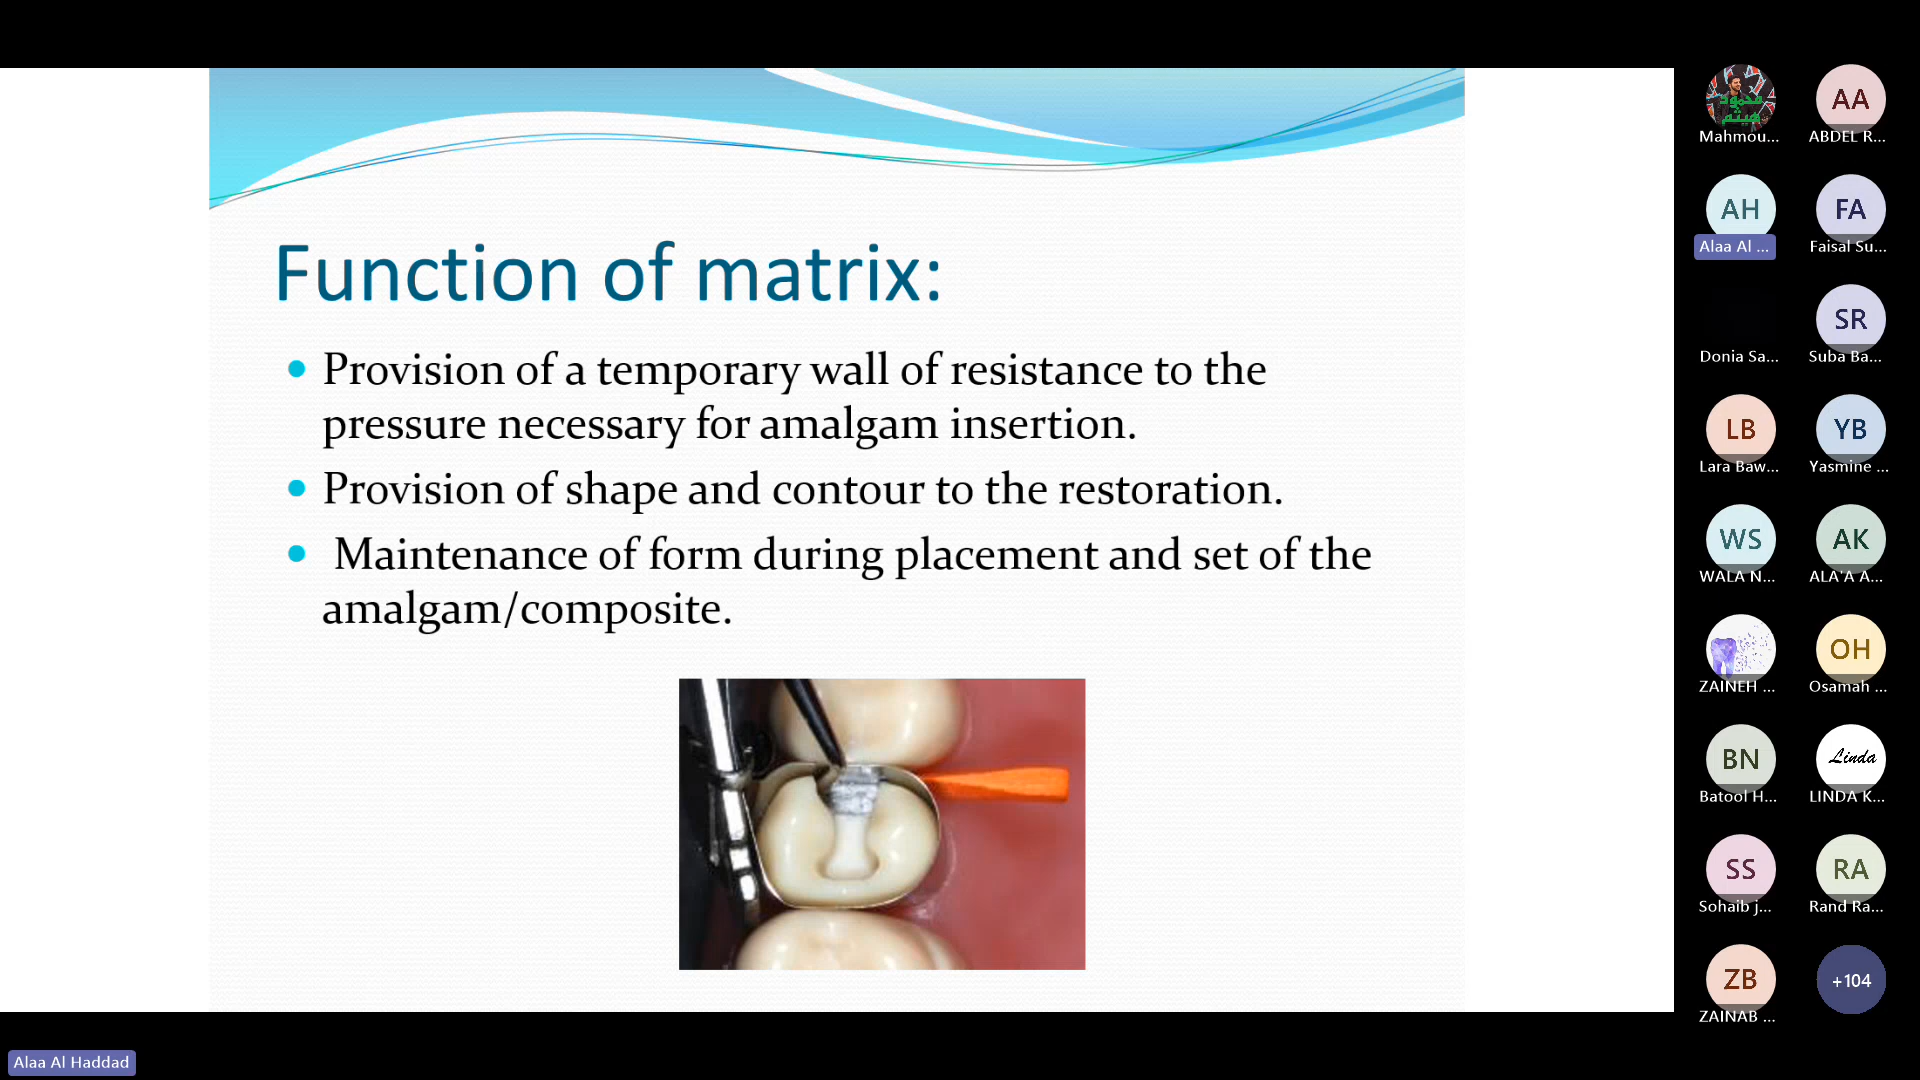 Function of matrix:
Provision of a temporary wall of resistance to the
pressure necessary for amalgam insertion.
Provision of shape and contour to the restoration.
Maintenance of form during placement and set of the
amalgam/composite.
محمود
هيثم
Mahmou...
AA
ABDEL R...
AH
Alaa Al ...
FA
Faisal Su...
Donia Sa...
SR
Suba Ba...
LB
Lara Baw...
YB
Yasmine ...
WS
WALA N...
AK
ALA'A A...
ZAINEH ...
OH
Osamah ...
BN
Batool H...
Linda
LINDA K...
SS
Sohaib j...
RA
Rand Ra...
ZB
ZAINAB ...
+104
Alaa Al Haddad